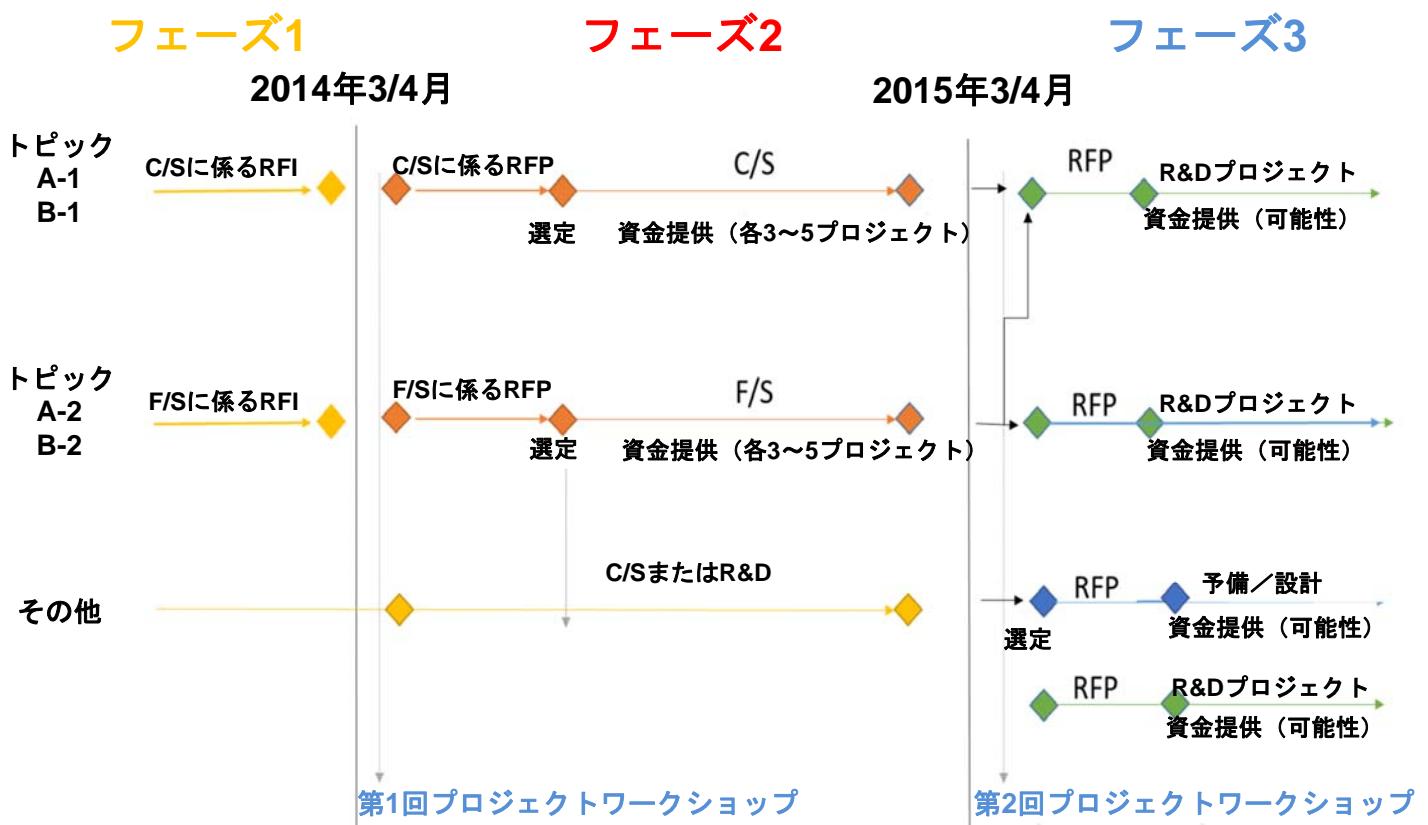 フェーズ1
フェーズ2
フェーズ3
2014年3/4月
2015年3/4月
トピック
A-1
B-1
C/Sに係るRFI
C/Sに係るRFP
C/S
RFP
R&Dプロジェクト
選定
資金提供（各3～5プロジェクト）
資金提供（可能性）
トピック
A-2
B-2
F/Sに係るRFI
F/Sに係るRFP
F/S
RFP
R&Dプロジェクト
選定
資金提供（各3～5プロジェクト）
資金提供（可能性）
その他
C/SまたはR&D
RFP
予備／設計
選定
資金提供（可能性）
RFP
R&Dプロジェクト
資金提供（可能性）
第1回プロジェクトワークショップ
第2回プロジェクトワークショップ